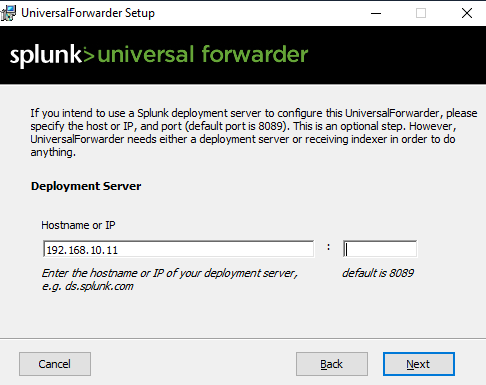 UniversalForwarder Setup
splunk>universal forwarder
If you intend to use a Splunk deployment server to configure this UniversalForwarder, please
specify the host or IP, and port (default port is 8089). This is an optional step. However,
UniversalForwarder needs either a deployment server or receiving indexer in order to do
anything.
Deployment Server
Hostname or IP
192.168.10.11 :
Enter the hostname or IP of your deployment server, default is 8089
e.g. ds.splunk.com
Cancel Back Next